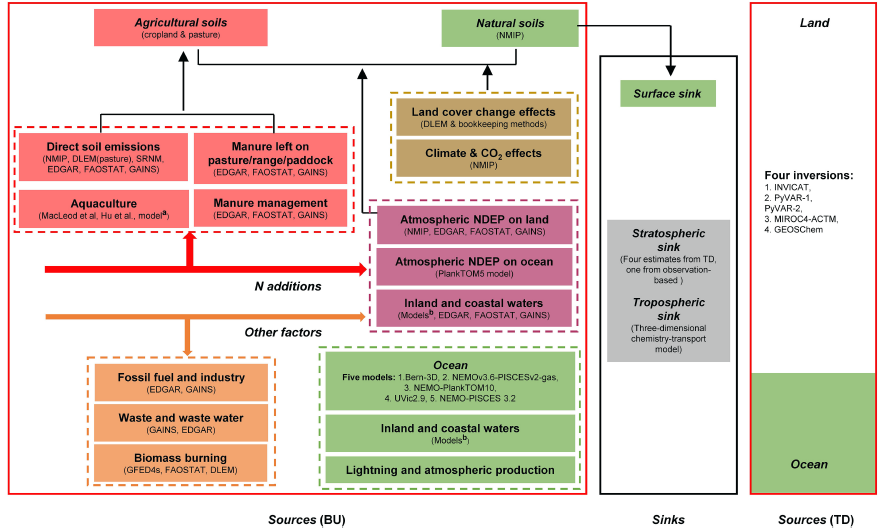 Agricultural soils
(cropland & pasture)
Natural soils
(NMIP)
Direct soil emissions
(NMIP, DLEM(pasture), SRNM,
EDGAR, FAOSTAT, GAINS)
Manure left on
pasture/range/paddock
(EDGAR, FAOSTAT, GAINS)
Aquaculture
(MacLeod et al, Hu et al., modelᵃ)
Manure management
(EDGAR, FAOSTAT, GAINS)
Land cover change effects
(DLEM & bookkeeping methods)
Climate & CO₂ effects
(NMIP)
Atmospheric NDEP on land
(NMIP, EDGAR, FAOSTAT, GAINS)
Atmospheric NDEP on ocean
(PlankTOM5 model)
Inland and coastal waters
(Modelsᵇ, EDGAR, FAOSTAT, GAINS)
N additions
Other factors
Fossil fuel and industry
(EDGAR, GAINS)
Waste and waste water
(GAINS, EDGAR)
Biomass burning
(GFED4s, FAOSTAT, DLEM)
Ocean
Five models: 1.Bern-3D, 2. NEMOv3.6-PISCESv2-gas,
3. NEMO-PlankTOM10,
4. UVic2.9, 5. NEMO-PISCES 3.2
Inland and coastal waters
(Modelsᵇ)
Lightning and atmospheric production
Sources (BU)
Surface sink
Stratospheric
sink
(Four estimates from TD,
one from observation-
based )
Tropospheric
sink
(Three-dimensional
chemistry-transport
model)
Sinks
Land
Four inversions:
1. INVICAT,
2. PyVAR-1,
PyVAR-2,
3. MIROC4-ACTM,
4. GEOSChem
Ocean
Sources (TD)